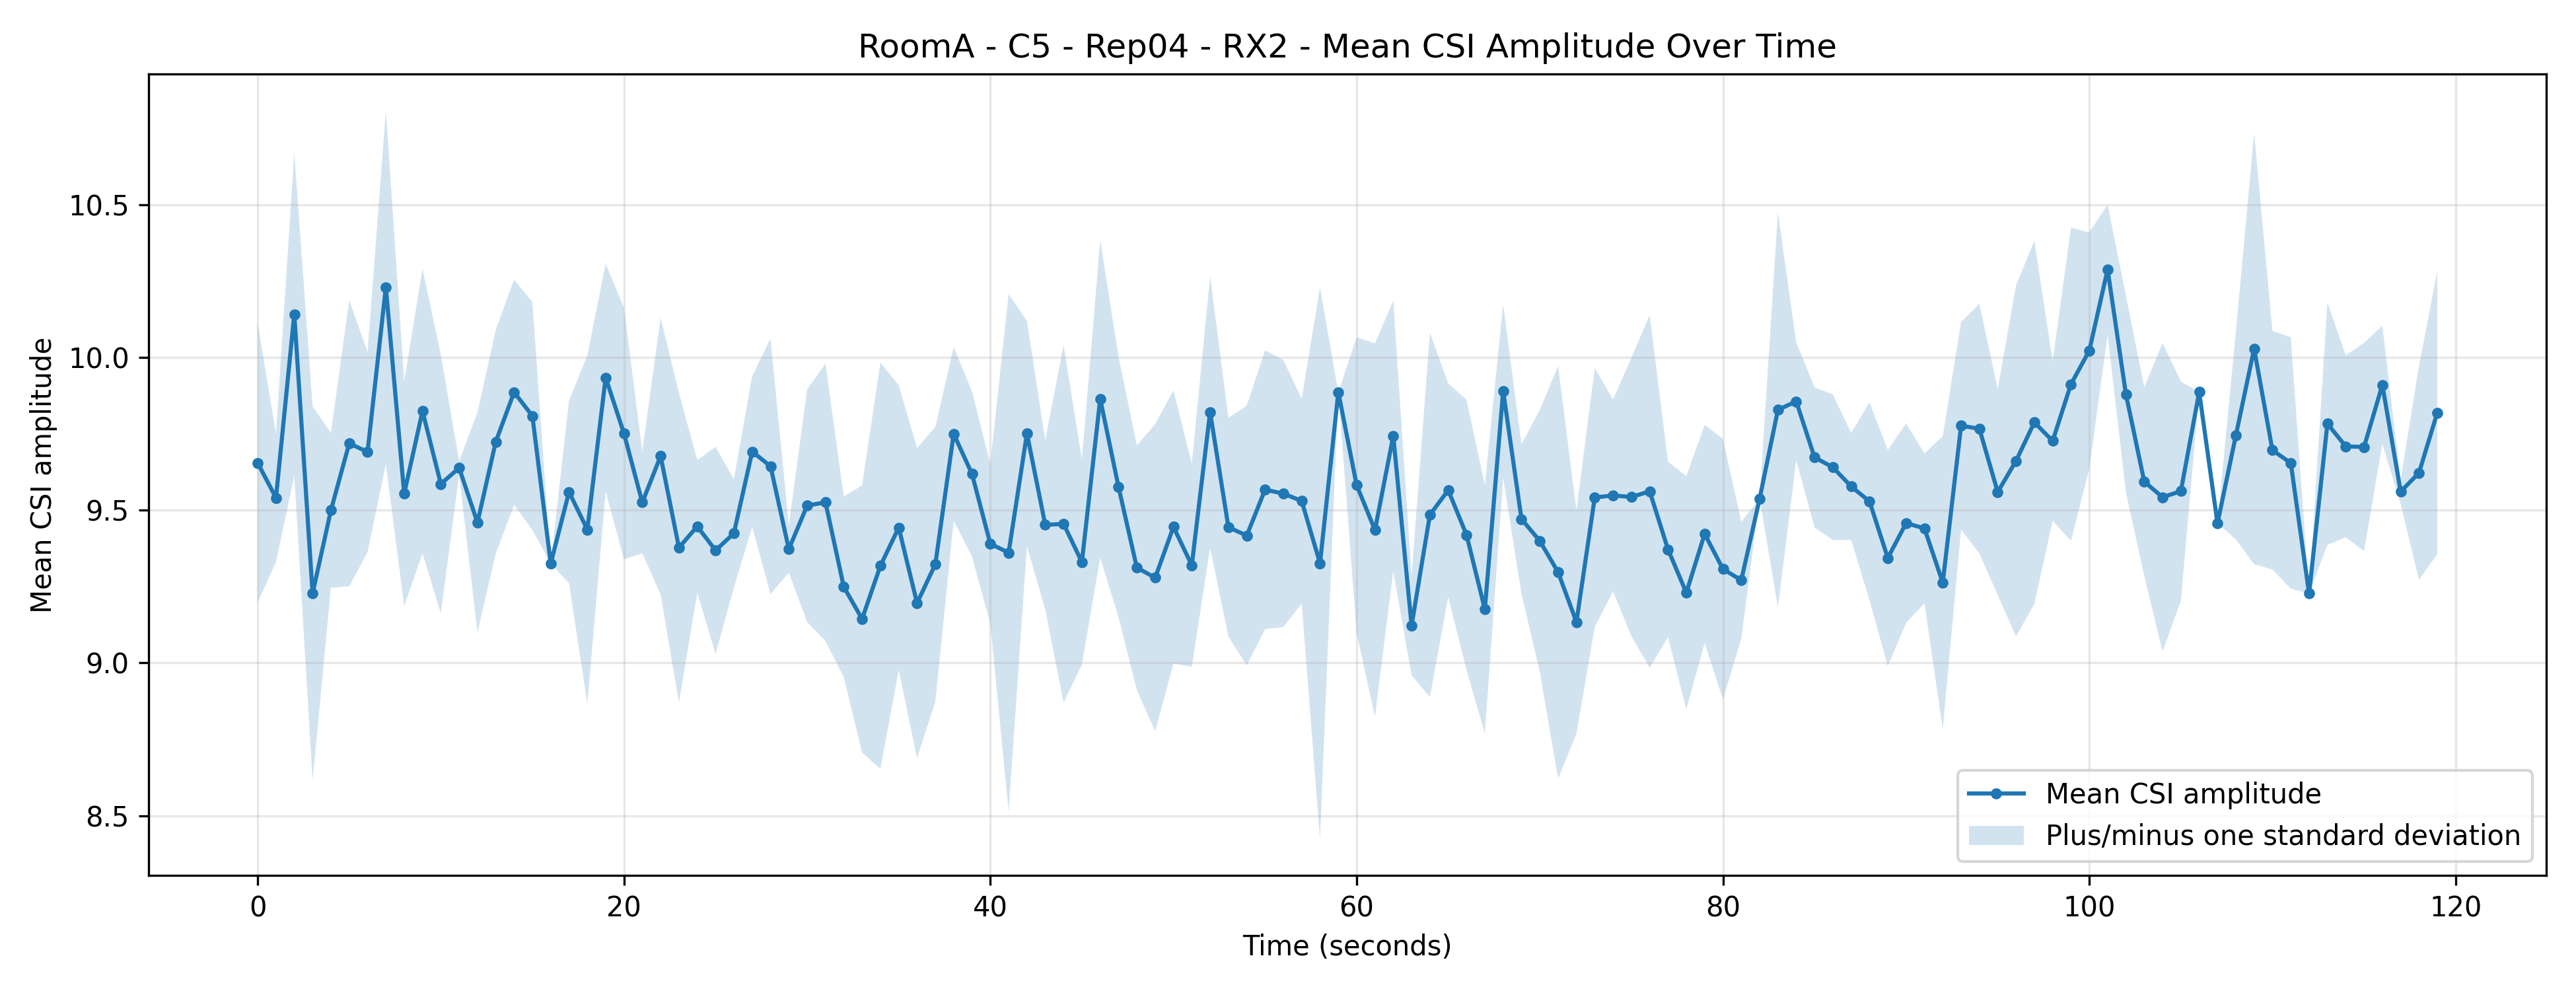 RoomA - C5 - Rep04 - RX2 - Mean CSI Amplitude Over Time
Mean CSI amplitude
10.5
10.0
9.5
9.0
8.5
0 20 40 60 80 100 120
Time (seconds)
Mean CSI amplitude
Plus/minus one standard deviation